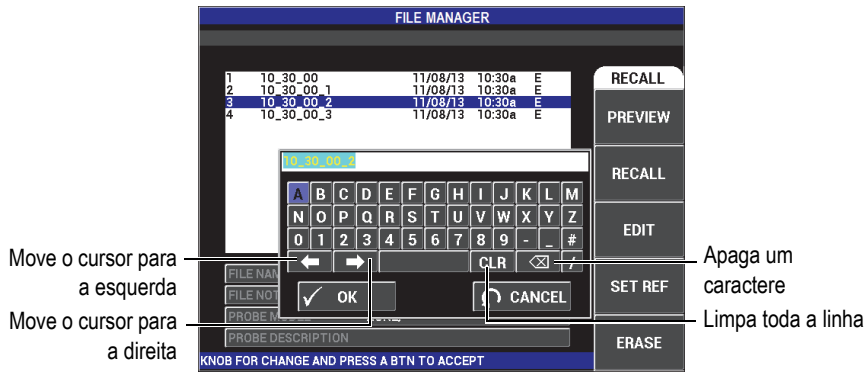 FILE MANAGER
1 10_30_00 11/08/13 10:30a E
2 10_30_00_1 11/08/13 10:30a E
3 10_30_00_2 11/08/13 10:30a E
4 10_30_00_3 11/08/13 10:30a E
RECALL
PREVIEW
RECALL
EDIT
SET REF
ERASE
10_30_00_2
A B C D E F G H I J K L M
N O P Q R S T U V W X Y Z
0 1 2 3 4 5 6 7 8 9 - _ #
CLR /
OK CANCEL
FILE NAM
FILE NOT
PROBE
PROBE DESCRIPTION
KNOB FOR CHANGE AND PRESS A BTN TO ACCEPT
Move o cursor para
a esquerda
Move o cursor para
a direita
Apaga um
caractere
Limpa toda a linha